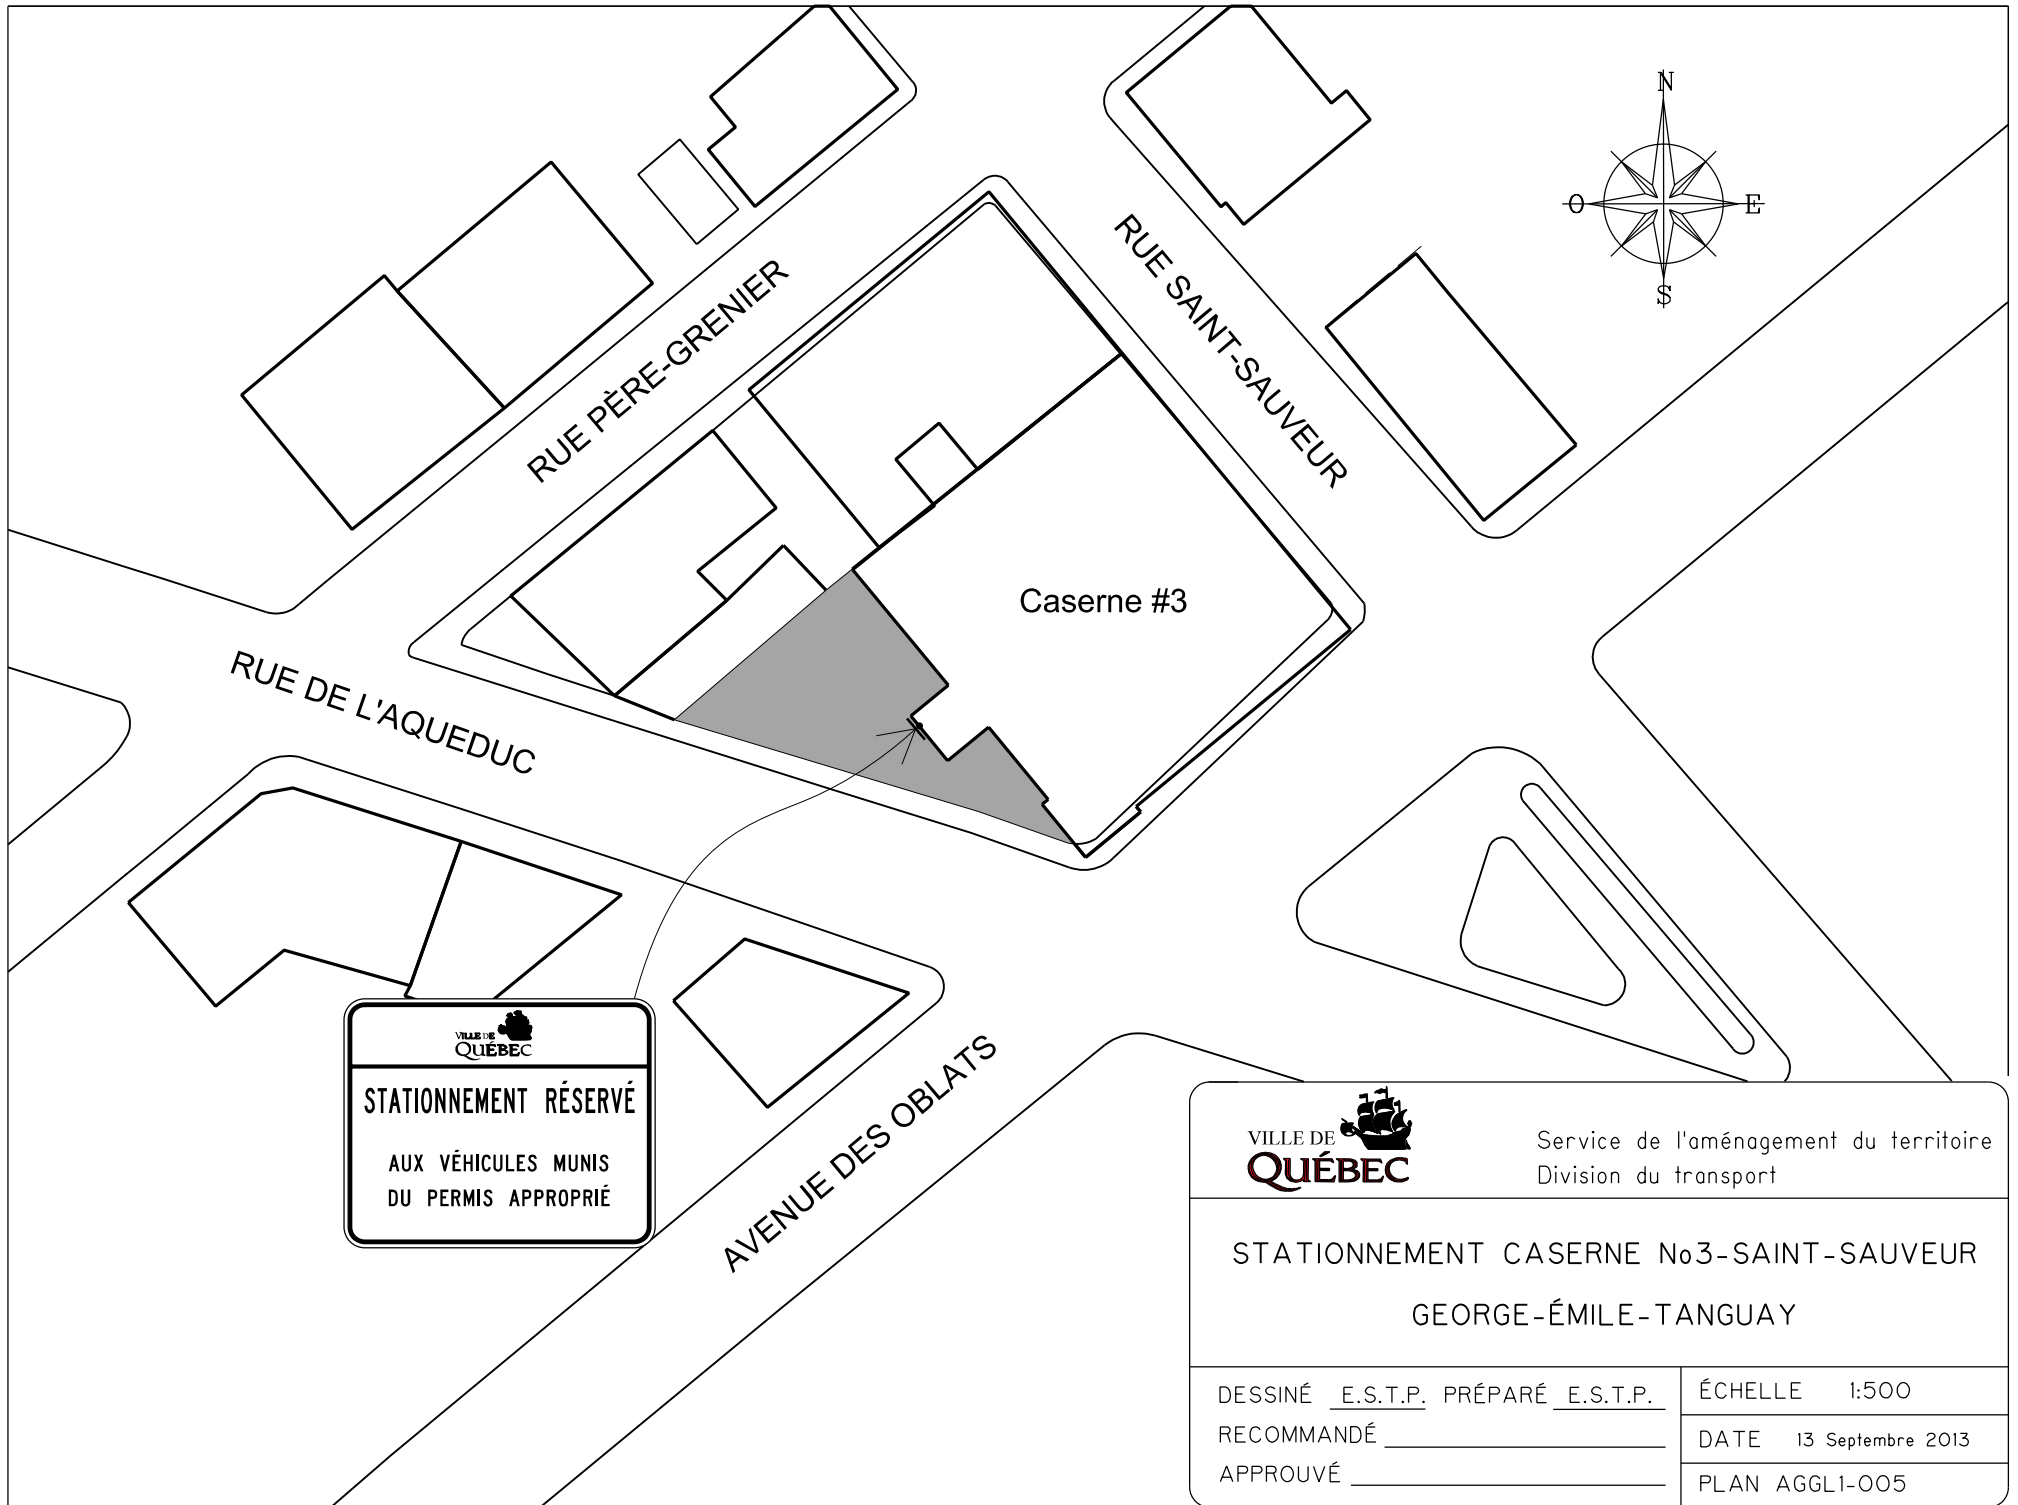 N
O
E
S
RUE PÈRE-GRENIER
RUE SAINT-SAUVEUR
Caserne #3
RUE DE L'AQUEDUC
AVENUE DES OBLATS
VILLE DE
QUÉBEC
STATIONNEMENT RÉSERVÉ
AUX VÉHICULES MUNIS
DU PERMIS APPROPRIÉ
VILLE DE
QUÉBEC
Service de l'aménagement du territoire
Division du transport
STATIONNEMENT CASERNE No3-SAINT-SAUVEUR
GEORGE-ÉMILE-TANGUAY
DESSINÉ E.S.T.P. PRÉPARÉ E.S.T.P.
RECOMMANDÉ
APPROUVÉ
ÉCHELLE 1:500
DATE 13 Septembre 2013
PLAN AGGL1-005